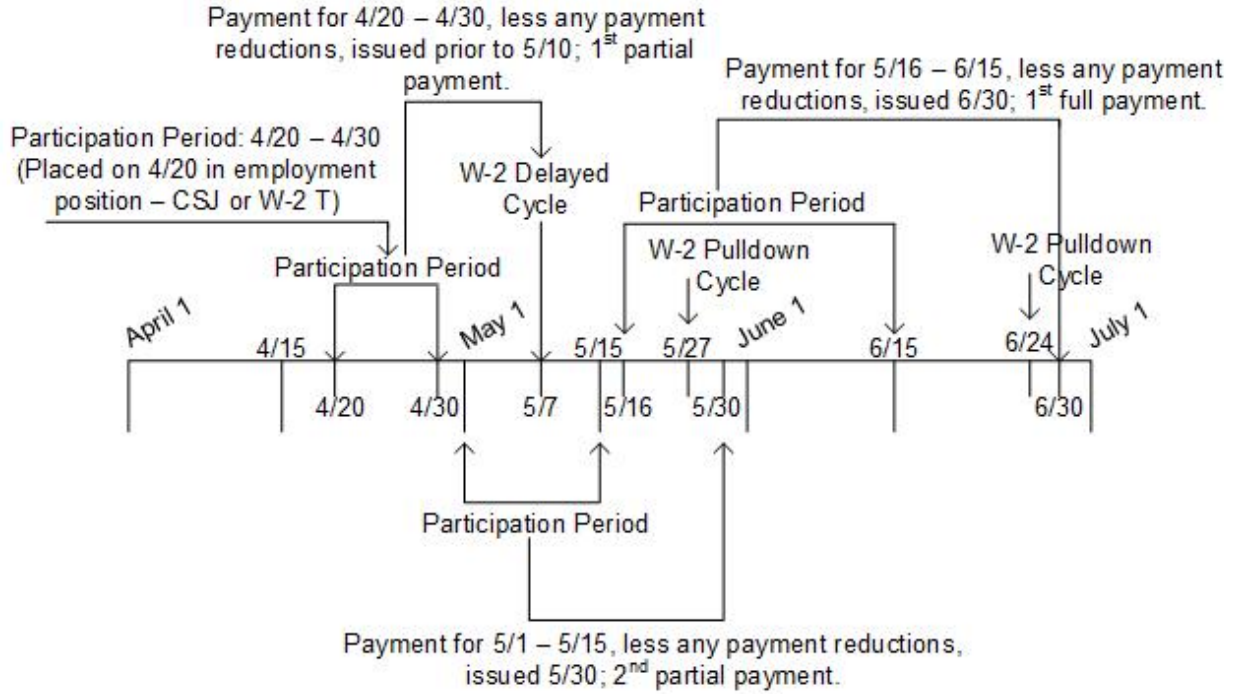 Payment for 4/20 – 4/30, less any payment
reductions, issued prior to 5/10; 1st partial
payment.
Payment for 5/16 – 6/15, less any payment
reductions, issued 6/30; 1st full payment.
Participation Period: 4/20 – 4/30
(Placed on 4/20 in employment
position – CSJ or W-2 T)
W-2 Delayed
Cycle
Participation Period
Participation Period
W-2 Pulldown
Cycle
W-2 Pulldown
Cycle
April 1
May 1
June 1
July 1
4/15
5/15
5/27
6/15
6/24
4/20
4/30
5/7
5/16
5/30
6/30
Participation Period
Payment for 5/1 – 5/15, less any payment reductions,
issued 5/30; 2nd partial payment.